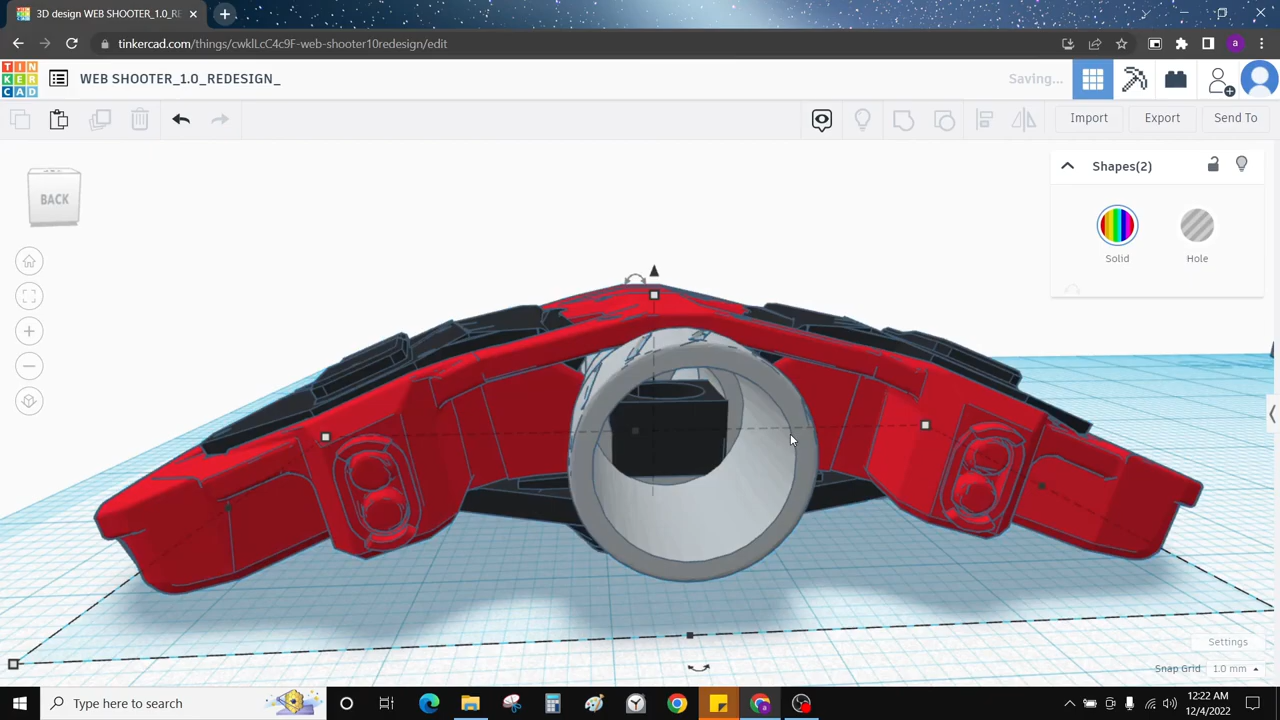 3D design WEB SHOOTER_1.0_RE
tinkercad.com/things/cwklLcC4c9F-web-shooter10redesign/edit
a
TIN
KER
CAD
WEB SHOOTER_1.0_REDESIGN_
Saving...
Import
Export
Send To
BACK
Shapes(2)
Solid
Hole
Settings
Snap Grid 1.0 mm
Type here to search
12:22 AM
12/4/2022